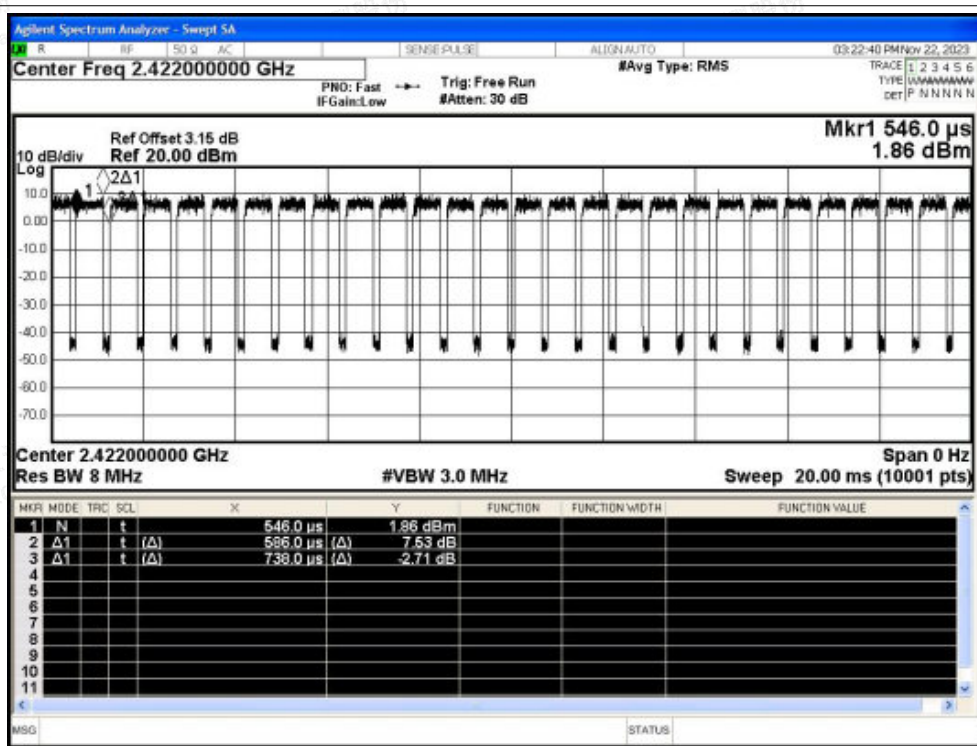 Agilent Spectrum Analyzer - Swept SA
R RF 50 Ω AC SENSE:PULSE ALIGNAUTO 03:22:40 PM Nov 22, 2023
Center Freq 2.422000000 GHz #Avg Type: RMS TRACE 1 2 3 4 5 6
PNO: Fast Trig: Free Run TYPE
IFGain:Low #Atten: 30 dB DET P N N N N N
Mkr1 546.0 µs
1.86 dBm
Ref Offset 3.15 dB
10 dB/div Ref 20.00 dBm
Log
1 2Δ1
10.0
0.00
-10.0
-20.0
-30.0
-40.0
-50.0
-60.0
-70.0
Center 2.422000000 GHz Span 0 Hz
Res BW 8 MHz #VBW 3.0 MHz Sweep 20.00 ms (10001 pts)
MKR MODE TRC SCL X Y FUNCTION FUNCTION WIDTH FUNCTION VALUE
1 N t 546.0 µs 1.86 dBm
2 Δ1 t (Δ) 586.0 µs (Δ) 7.53 dB
3 Δ1 t (Δ) 738.0 µs (Δ) -2.71 dB
4
5
6
7
8
9
10
11
MSG STATUS